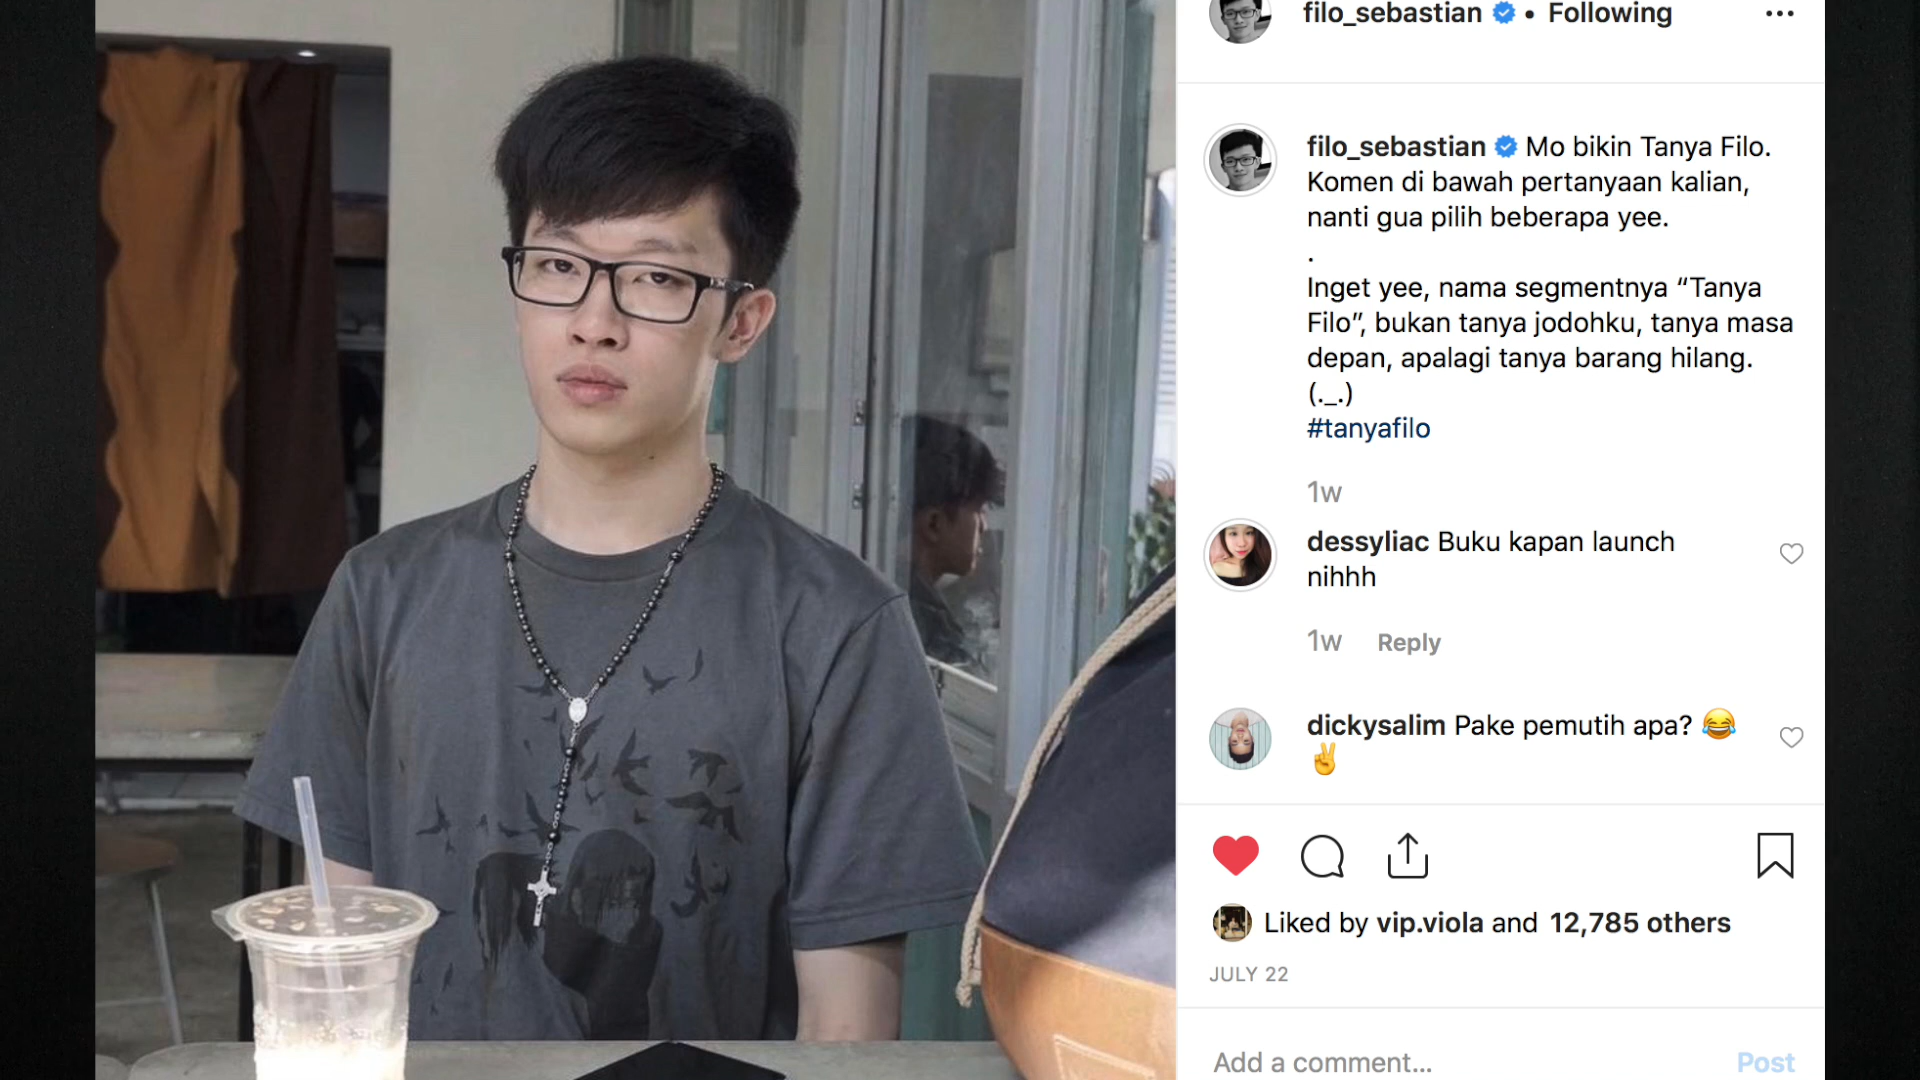 filo_sebastian • Following
filo_sebastian Mo bikin Tanya Filo.
Komen di bawah pertanyaan kalian,
nanti gua pilih beberapa yee.
.
Inget yee, nama segmentnya “Tanya
Filo”, bukan tanya jodohku, tanya masa
depan, apalagi tanya barang hilang.
(._.)
#tanyafilo
1w
dessyliac Buku kapan launch
nihhh
1w Reply
dickysalim Pake pemutih apa? 😂
✌️
Liked by vip.viola and 12,785 others
JULY 22
Add a comment... Post